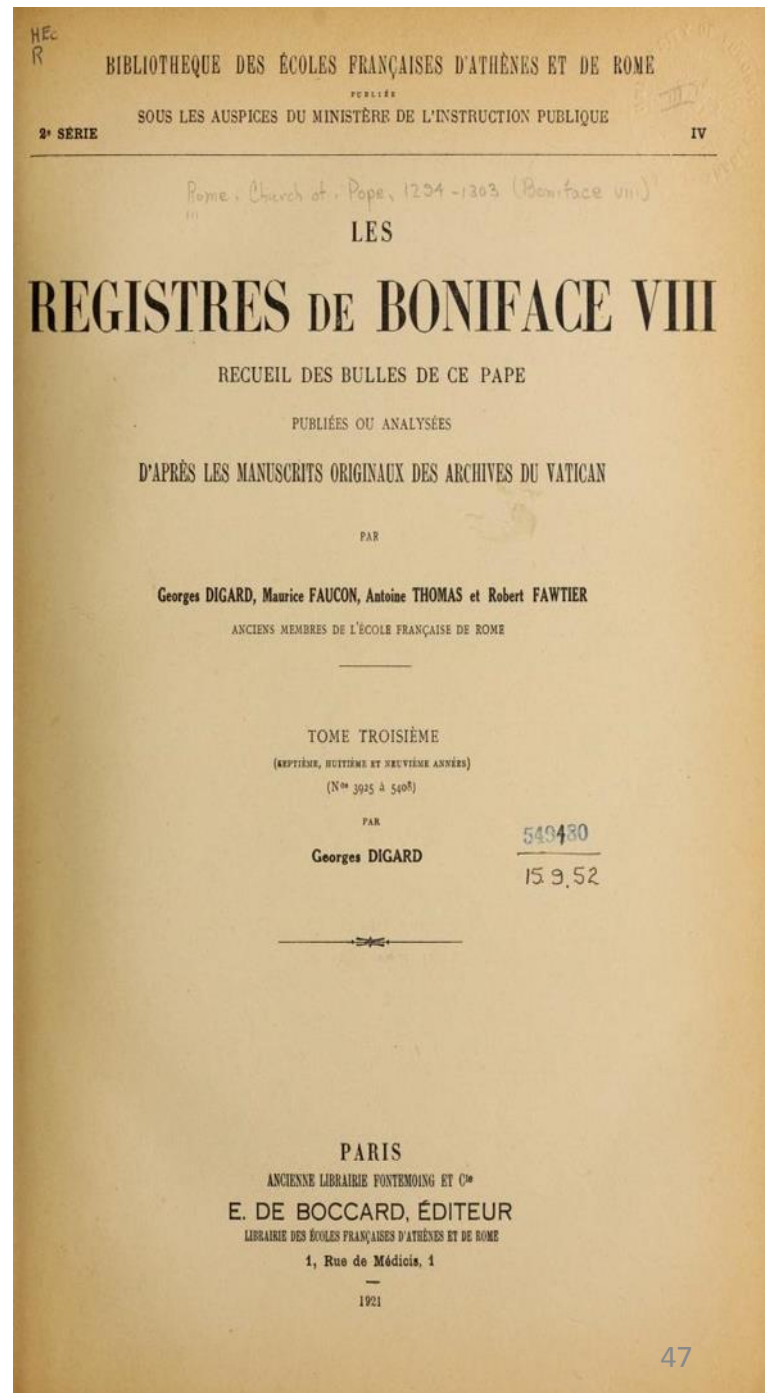 HEc
R
BIBLIOTHEQUE DES ÉCOLES FRANÇAISES D'ATHÈNES ET DE ROME
PUBLIÉE
SOUS LES AUSPICES DU MINISTÈRE DE L'INSTRUCTION PUBLIQUE
2e SÉRIE IV
III
Rome, Church of. Pope, 1294-1303 (Boniface VIII)
LES
REGISTRES DE BONIFACE VIII
RECUEIL DES BULLES DE CE PAPE
PUBLIÉES OU ANALYSÉES
D'APRÈS LES MANUSCRITS ORIGINAUX DES ARCHIVES DU VATICAN
PAR
Georges DIGARD, Maurice FAUCON, Antoine THOMAS et Robert FAWTIER
ANCIENS MEMBRES DE L'ÉCOLE FRANÇAISE DE ROME
TOME TROISIÈME
(SEPTIÈME, HUITIÈME ET NEUVIÈME ANNÉES)
(Nos 3925 à 5408)
PAR
Georges DIGARD
549480
15.9.52
PARIS
ANCIENNE LIBRAIRIE FONTEMOING ET Cie
E. DE BOCCARD, ÉDITEUR
LIBRAIRIE DES ÉCOLES FRANÇAISES D'ATHÈNES ET DE ROME
1, Rue de Médicis, 1
1921
47